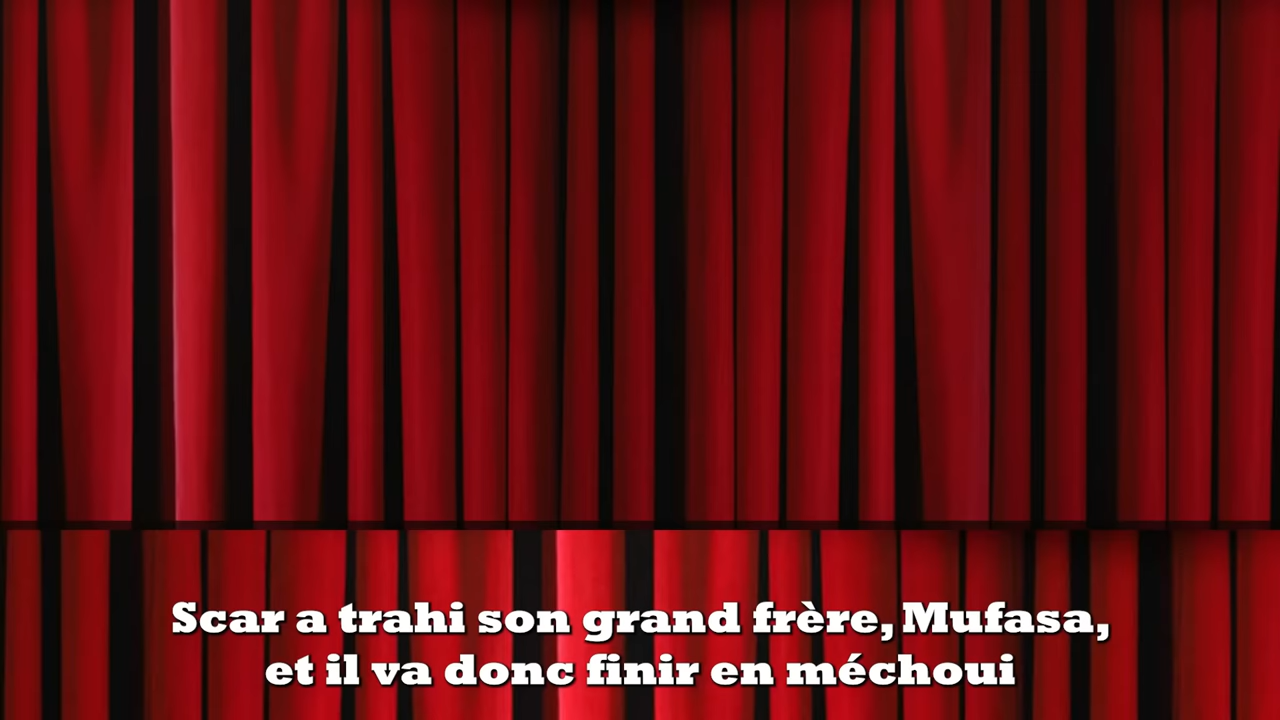 Scar a trahi son grand frère, Mufasa,
et il va donc finir en méchoui